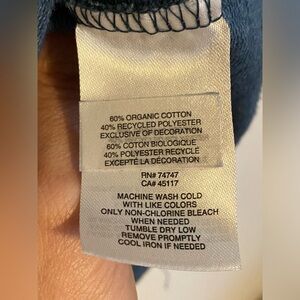 60% ORGANIC COTTON
40% RECYCLED POLYESTER
EXCLUSIVE OF DECORATION
60% COTON BIOLOGIQUE
40% POLYESTER RECYCLÉ
EXCEPTÉ LA DÉCORATION
RN# 74747
CA# 45117
MACHINE WASH COLD
WITH LIKE COLORS
ONLY NON-CHLORINE BLEACH
WHEN NEEDED
TUMBLE DRY LOW
REMOVE PROMPTLY
COOL IRON IF NEEDED